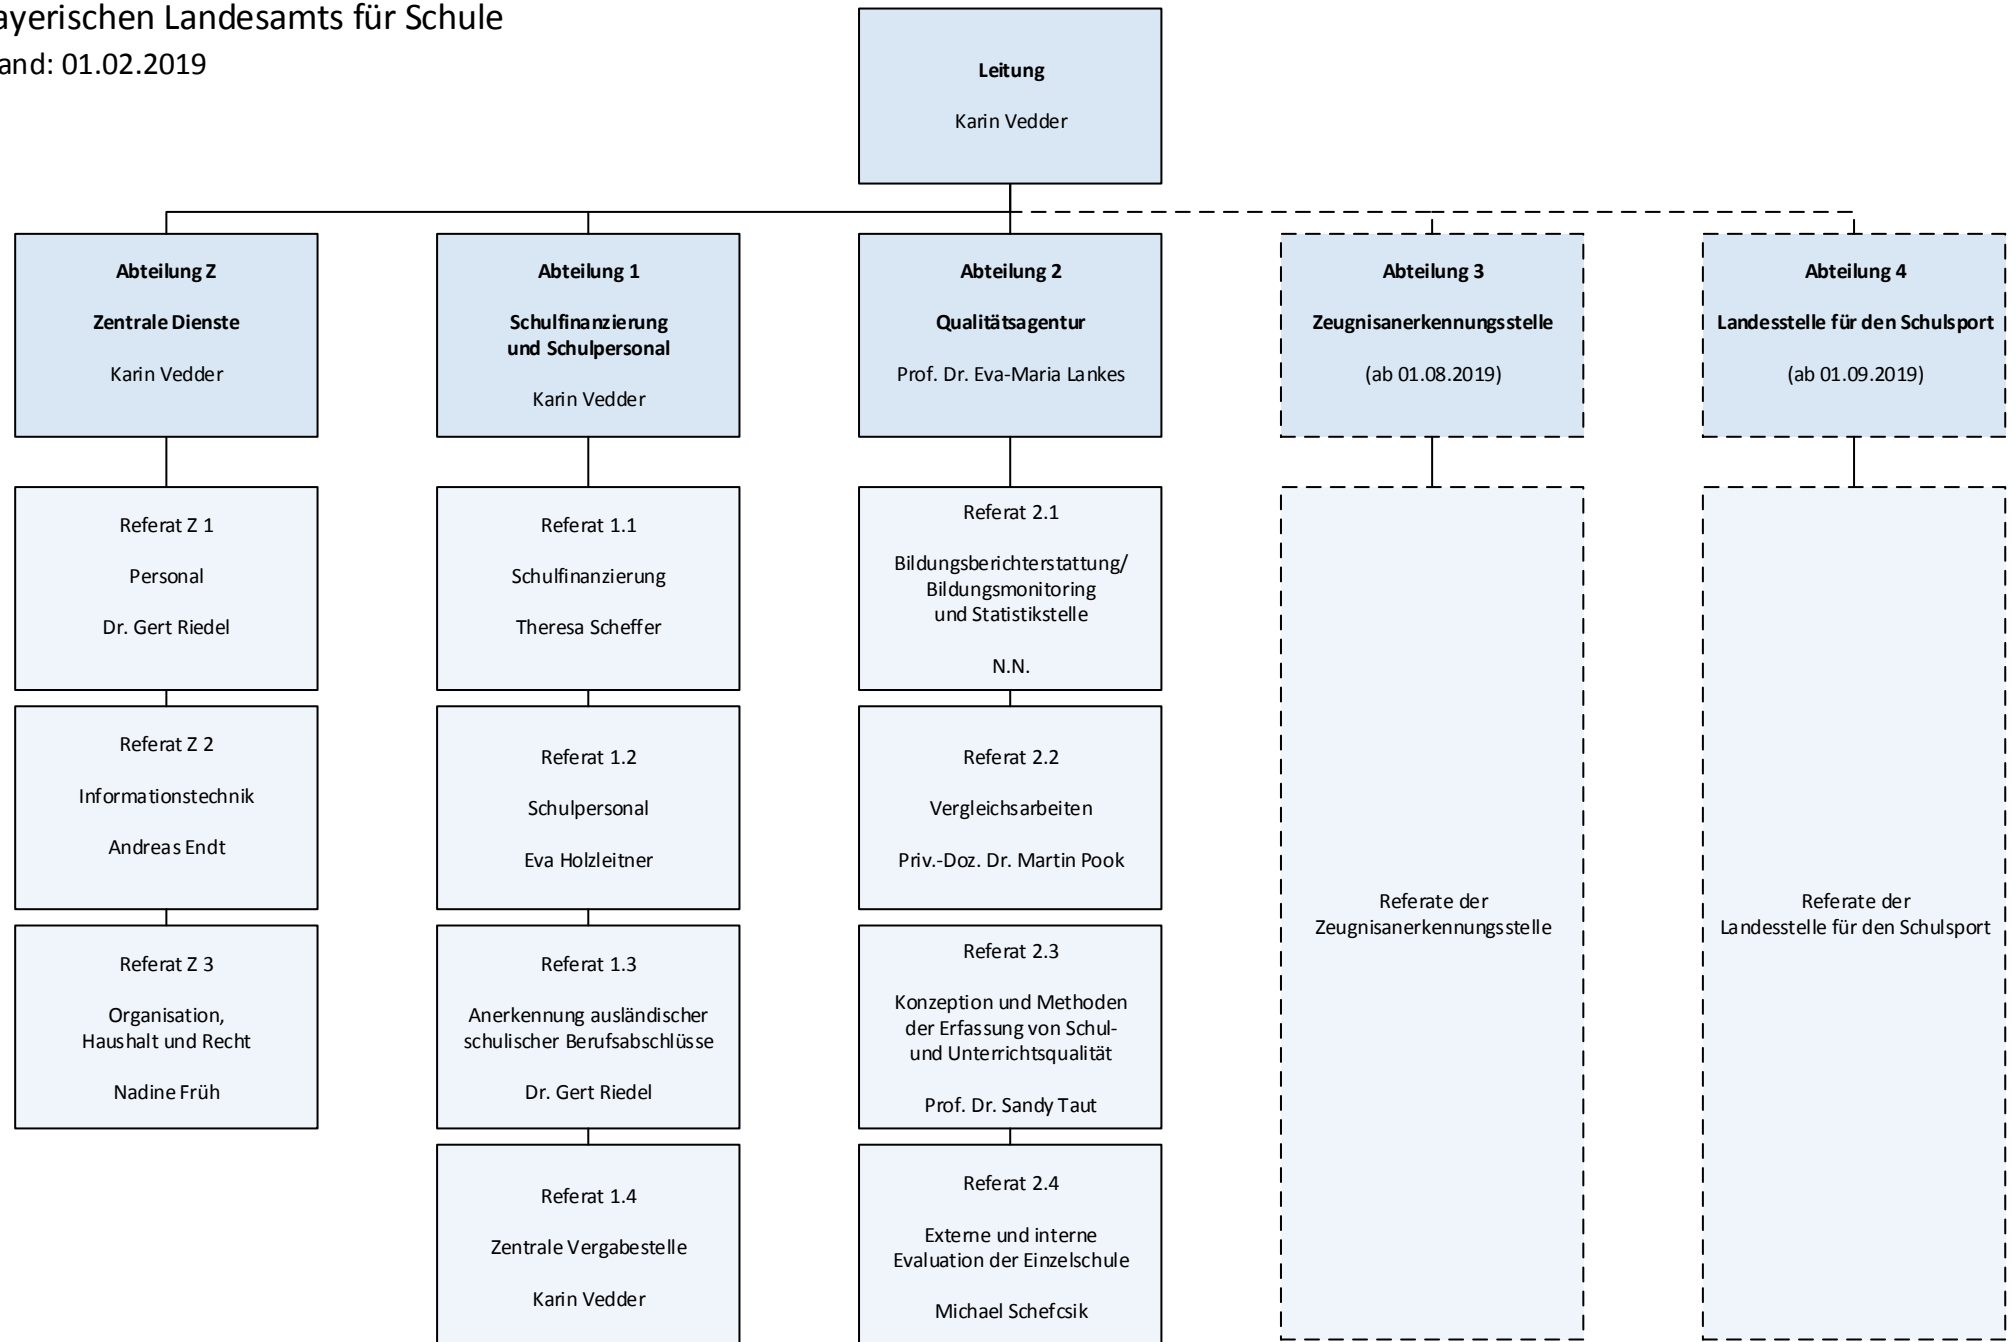 ayerischen Landesamts für Schule
and: 01.02.2019
Leitung
Karin Vedder
Abteilung Z
Zentrale Dienste
Karin Vedder
Abteilung 1
Schulfinanzierung
und Schulpersonal
Karin Vedder
Abteilung 2
Qualitätsagentur
Prof. Dr. Eva-Maria Lankes
Abteilung 3
Zeugnisanerkennungsstelle
(ab 01.08.2019)
Abteilung 4
Landesstelle für den Schulsport
(ab 01.09.2019)
Referat Z 1
Personal
Dr. Gert Riedel
Referat Z 2
Informationstechnik
Andreas Endt
Referat Z 3
Organisation,
Haushalt und Recht
Nadine Früh
Referat 1.1
Schulfinanzierung
Theresa Scheffer
Referat 1.2
Schulpersonal
Eva Holzleitner
Referat 1.3
Anerkennung ausländischer
schulischer Berufsabschlüsse
Dr. Gert Riedel
Referat 1.4
Zentrale Vergabestelle
Karin Vedder
Referat 2.1
Bildungsberichterstattung/
Bildungsmonitoring
und Statistikstelle
N.N.
Referat 2.2
Vergleichsarbeiten
Priv.-Doz. Dr. Martin Pook
Referat 2.3
Konzeption und Methoden
der Erfassung von Schul-
und Unterrichtsqualität
Prof. Dr. Sandy Taut
Referat 2.4
Externe und interne
Evaluation der Einzelschule
Michael Schefcsik
Referate der
Zeugnisanerkennungsstelle
Referate der
Landesstelle für den Schulsport